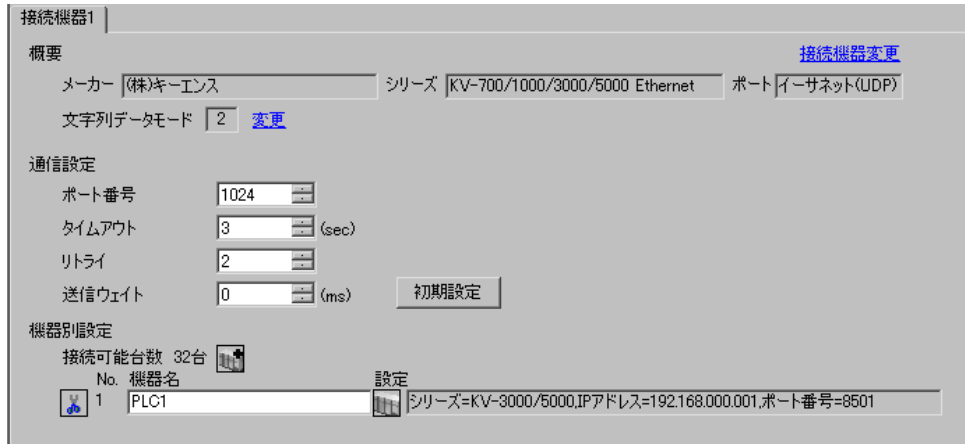 接続機器1
概要 接続機器変更
メーカー (株)キーエンス シリーズ KV-700/1000/3000/5000 Ethernet ポート イーサネット(UDP)
文字列データモード 2 変更
通信設定
ポート番号 1024
タイムアウト 3 (sec)
リトライ 2
送信ウェイト 0 (ms) 初期設定
機器別設定
接続可能台数 32台
No. 機器名 設定
1 PLC1 シリーズ=KV-3000/5000,IPアドレス=192.168.000.001,ポート番号=8501